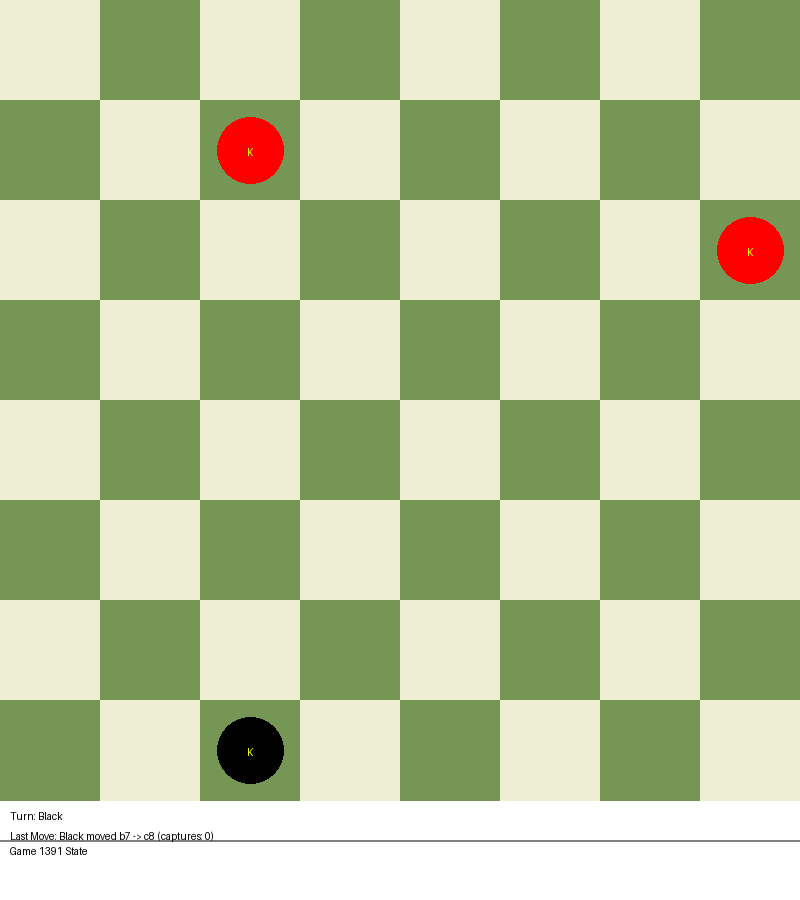 K
K
K
Turn: Black
Last Move: Black moved b7 -> c8 (captures: 0)
Game 1391 State